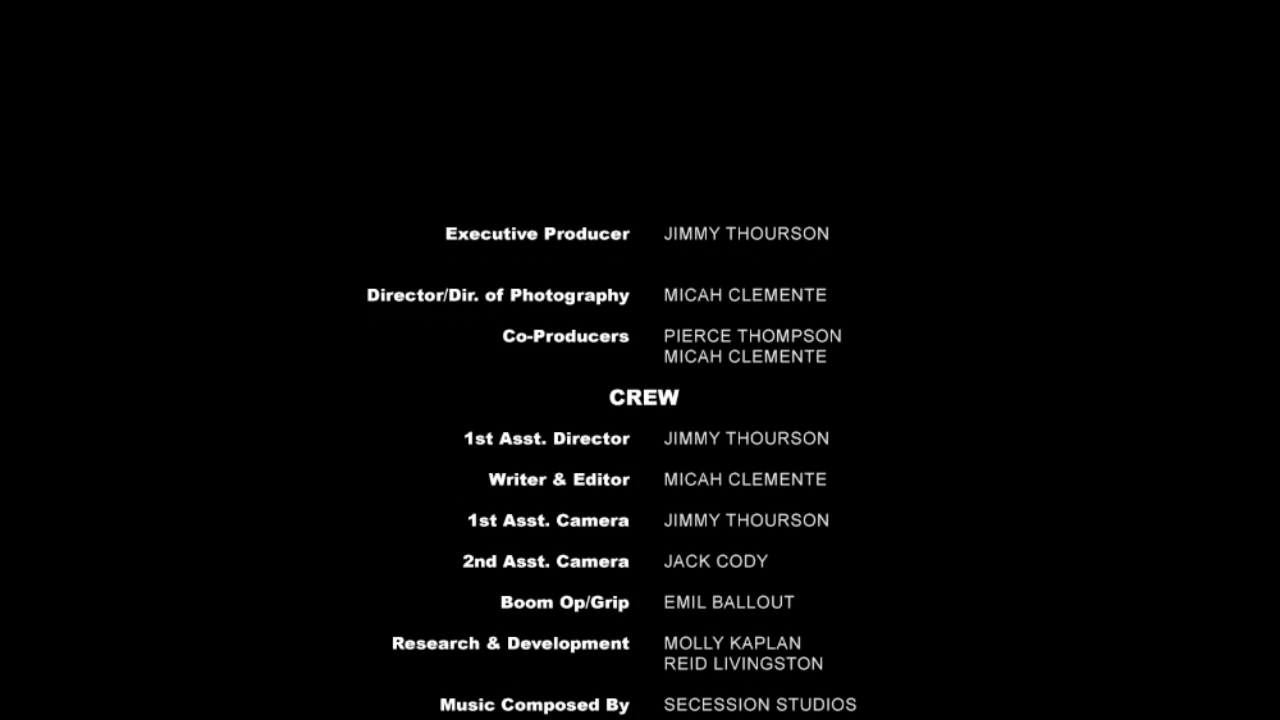 Executive Producer JIMMY THOURSON
Director/Dir. of Photography MICAH CLEMENTE
Co-Producers PIERCE THOMPSON
MICAH CLEMENTE
CREW
1st Asst. Director JIMMY THOURSON
Writer & Editor MICAH CLEMENTE
1st Asst. Camera JIMMY THOURSON
2nd Asst. Camera JACK CODY
Boom Op/Grip EMIL BALLOUT
Research & Development MOLLY KAPLAN
REID LIVINGSTON
Music Composed By SECESSION STUDIOS